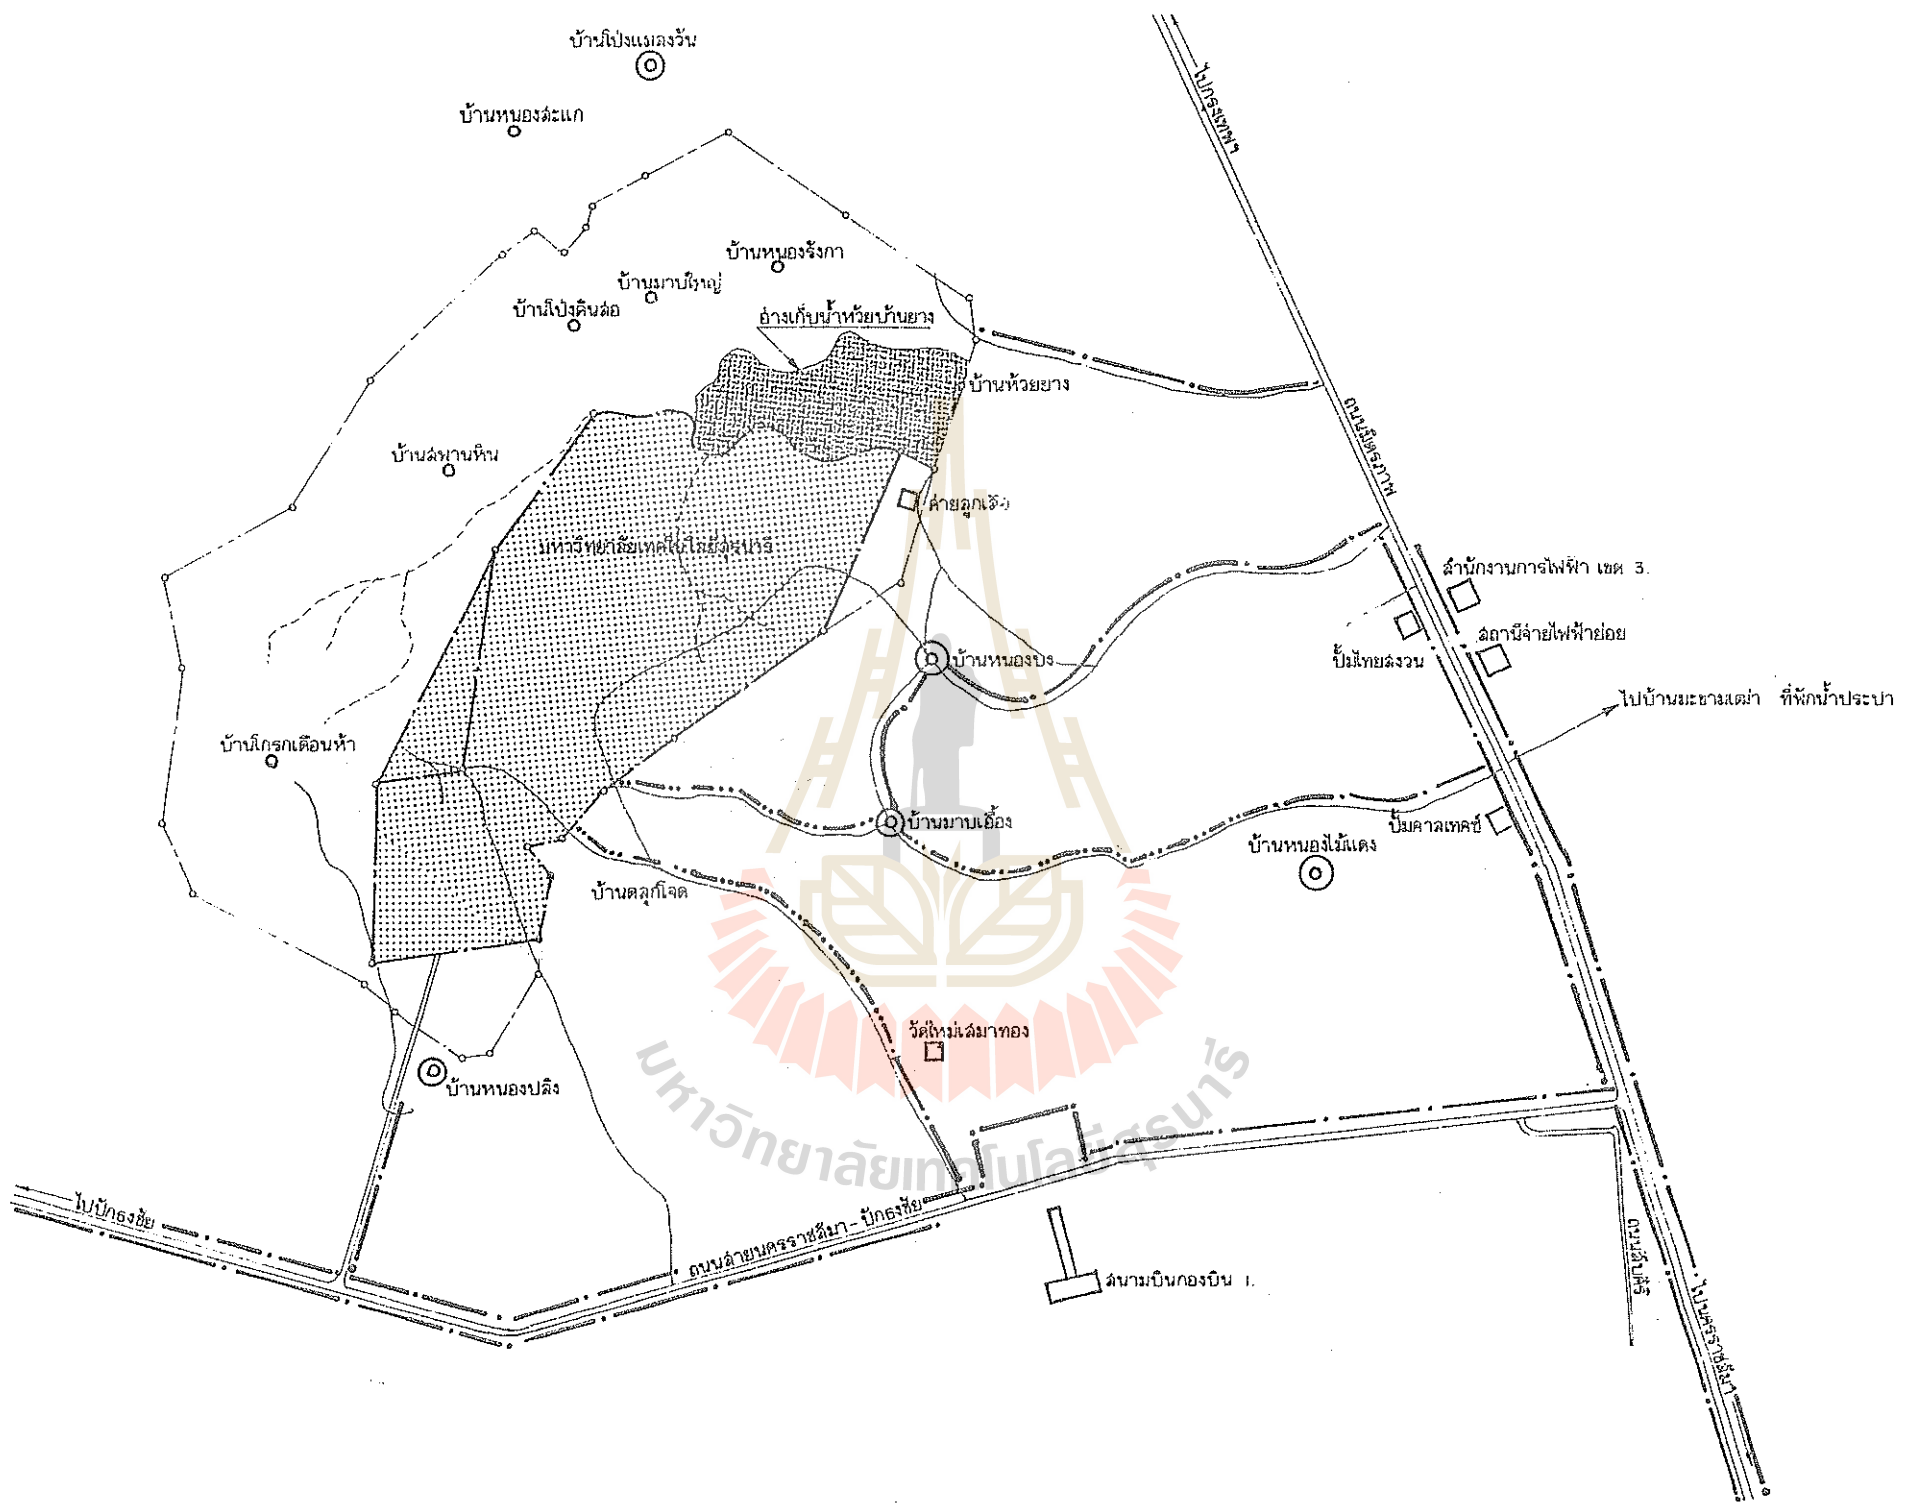 บ้านโป่งแมลงวัน
บ้านหนองสะแก
ไปกรุงเทพฯ
บ้านหนองรังกา
บ้านมาบใหญ่
บ้านโป่งดินสอ
อ่างเก็บน้ำห้วยบ้านยาง
บ้านห้วยยาง
ถนนมิตรภาพ
บ้านสพานหิน
ค่ายลูกเสือ
มหาวิทยาลัยเทคโนโลยีสุรนารี
สำนักงานการไฟฟ้า เขต 3.
สถานีจ่ายไฟฟ้าย่อย
ปั๊มไทยสงวน
บ้านหนองบง
ไปบ้านมะขามเฒ่า ที่พักน้ำประปา
บ้านโกรกเดือนห้า
บ้านมาบเอื้อง
ปั๊มคาลเทคซ์
บ้านหนองไม้แดง
บ้านตลุกโจด
วัดใหม่เสมาทอง
บ้านหนองปลิง
มหาวิทยาลัยเทคโนโลยีสุรนารี
ไปปักธงชัย
ถนนสายนครราชสีมา-ปักธงชัย
สนามบินกองบิน 1.
ถนนสืบศิริ
ไปนครราชสีมา